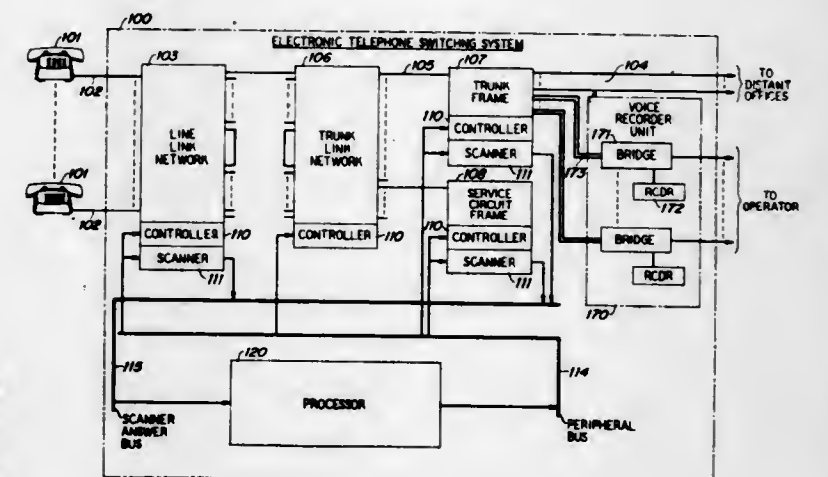 100
ELECTRONIC TELEPHONE SWITCHNG SYSTEM
101
102
103
LINE
LINK
NETWORK
CONTROLLER
110
SCANNER
111
101
102
106
TRUNK
LINK
NETWORK
CONTROLLER
110
105
107
TRUNK
FRAME
110
CONTROLLER
SCANNER
111
108
SERVICE
CIRCUIT
FRAME
110
CONTROLLER
SCANNER
111
104
TO
DISTANT
OFFICES
VOICE
RECORDER
UNIT
171
BRIDGE
173
RCDR
172
BRIDGE
RCDR
170
TO
OPERATOR
115
SCANNER
ANSWER
BUS
120
PROCESSOR
114
PERIPHERAL
BUS